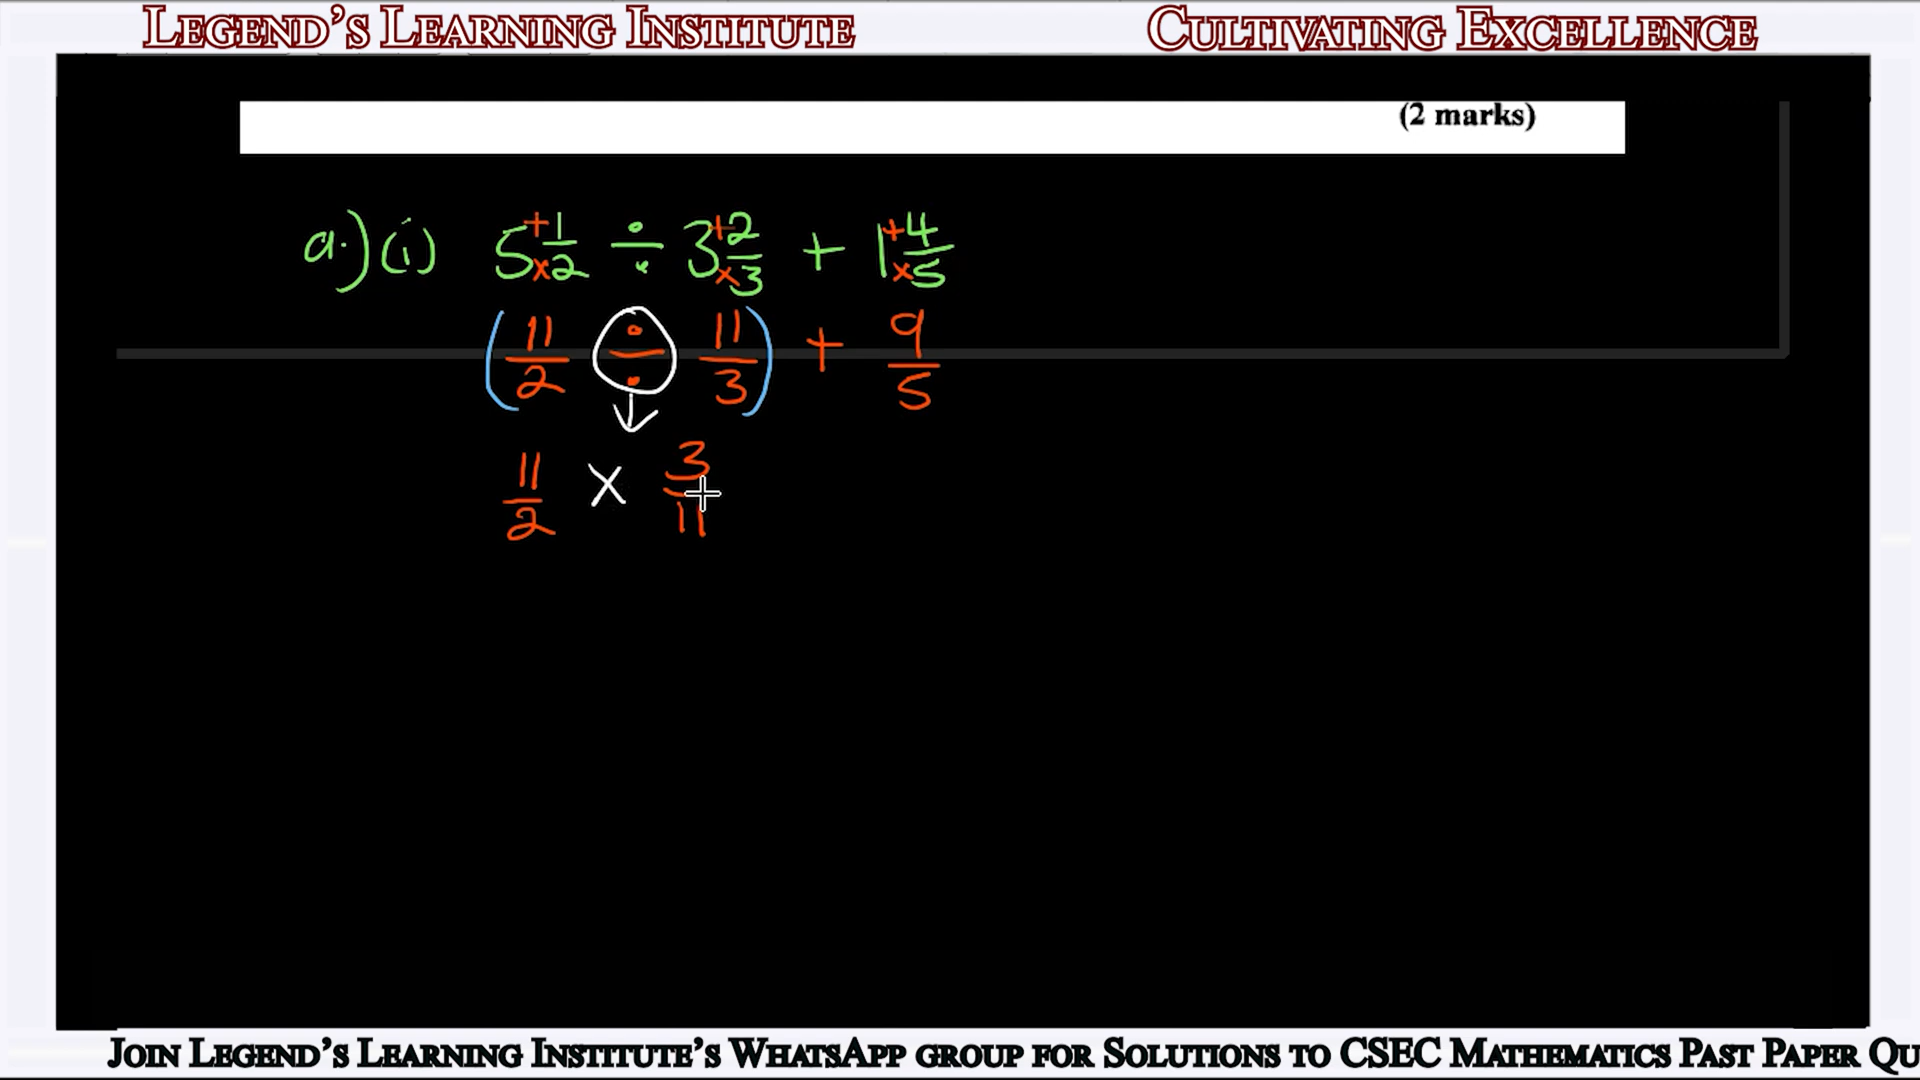 LEGEND'S LEARNING INSTITUTE CULTIVATING EXCELLENCE
(2 marks)
a.)(i) 5 + 1/2 x ÷ 3 + 2/3 x + 1 + 4/5 x
(11/2 ÷ 11/3) + 9/5
11/2 x 3/11
JOIN LEGEND'S LEARNING INSTITUTE'S WHATSAPP GROUP FOR SOLUTIONS TO CSEC MATHEMATICS PAST PAPER QU